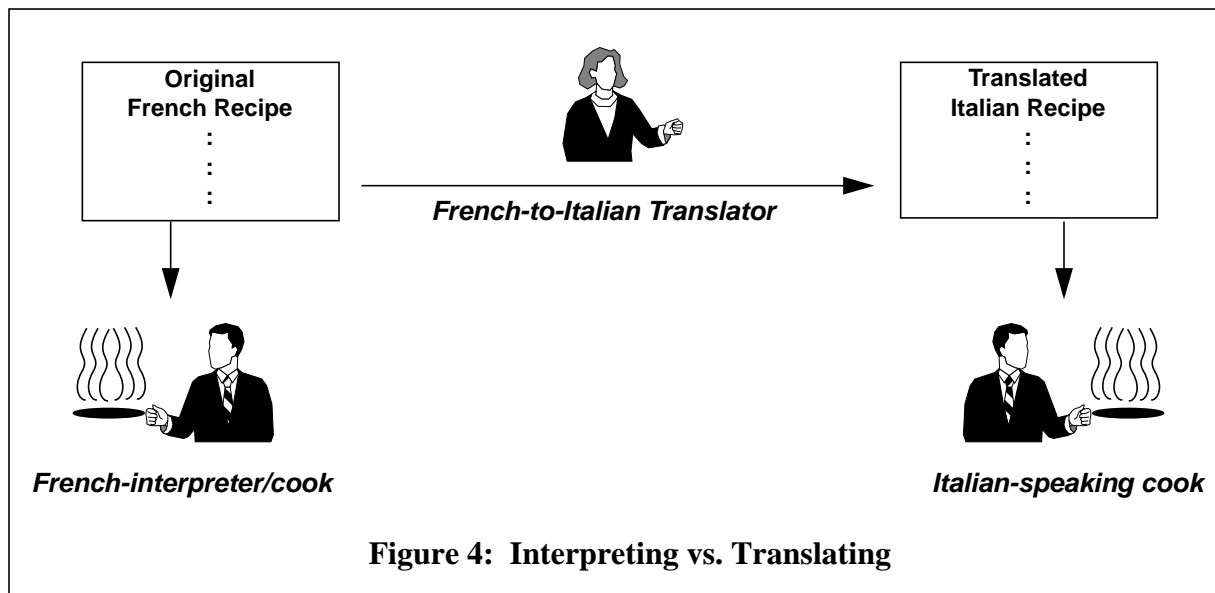 Original
French Recipe
:
:
:
French-to-Italian Translator
Translated
Italian Recipe
:
:
:
French-interpreter/cook
Italian-speaking cook
Figure 4: Interpreting vs. Translating